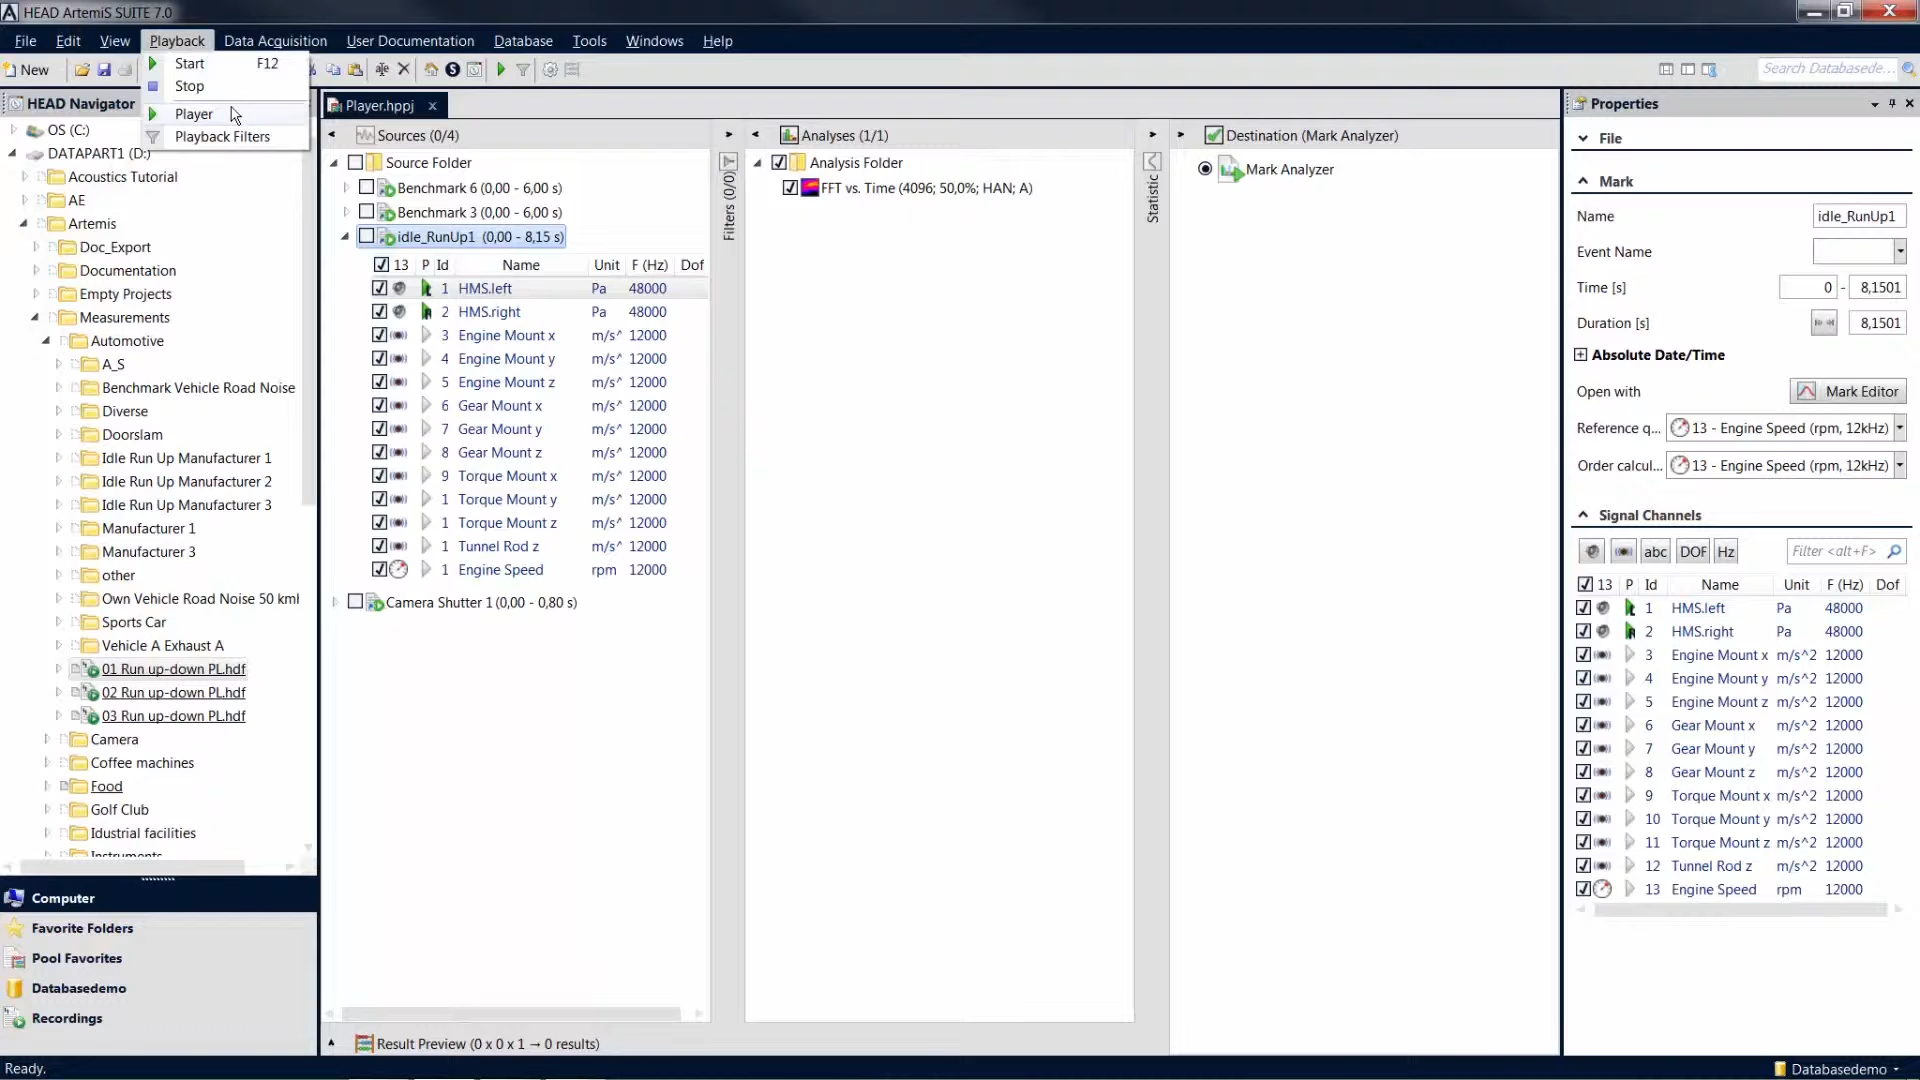 HEAD ArtemiS SUITE 7.0
File Edit View Playback Data Acquisition User Documentation Database Tools Windows Help
New
Search Databasede...
Start F12
Stop
Player
Playback Filters
HEAD Navigator
OS (C:)
DATAPART1 (D:)
Acoustics Tutorial
AE
Artemis
Doc_Export
Documentation
Empty Projects
Measurements
Automotive
A_S
Benchmark Vehicle Road Noise
Diverse
Doorslam
Idle Run Up Manufacturer 1
Idle Run Up Manufacturer 2
Idle Run Up Manufacturer 3
Manufacturer 1
Manufacturer 3
other
Own Vehicle Road Noise 50 kml
Sports Car
Vehicle A Exhaust A
01 Run up-down PL.hdf
02 Run up-down PL.hdf
03 Run up-down PL.hdf
Camera
Coffee machines
Food
Golf Club
Idustrial facilities
Instruments
Computer
Favorite Folders
Pool Favorites
Databasedemo
Recordings
Player.hppj
Sources (0/4)
Source Folder
Benchmark 6 (0,00 - 6,00 s)
Benchmark 3 (0,00 - 6,00 s)
idle_RunUp1 (0,00 - 8,15 s)
13 P Id Name Unit F (Hz) Dof
1 HMS.left Pa 48000
2 HMS.right Pa 48000
3 Engine Mount x m/s^ 12000
4 Engine Mount y m/s^ 12000
5 Engine Mount z m/s^ 12000
6 Gear Mount x m/s^ 12000
7 Gear Mount y m/s^ 12000
8 Gear Mount z m/s^ 12000
9 Torque Mount x m/s^ 12000
1 Torque Mount y m/s^ 12000
1 Torque Mount z m/s^ 12000
1 Tunnel Rod z m/s^ 12000
1 Engine Speed rpm 12000
Camera Shutter 1 (0,00 - 0,80 s)
Filters (0/0)
Analyses (1/1)
Analysis Folder
FFT vs. Time (4096; 50,0%; HAN; A)
Statistic
Destination (Mark Analyzer)
Mark Analyzer
Result Preview (0 x 0 x 1 → 0 results)
Properties
File
Mark
Name idle_RunUp1
Event Name
Time [s] 0 - 8,1501
Duration [s] 8,1501
Absolute Date/Time
Open with Mark Editor
Reference q... 13 - Engine Speed (rpm, 12kHz)
Order calcul... 13 - Engine Speed (rpm, 12kHz)
Signal Channels
abc DOF Hz Filter <alt+F>
13 P Id Name Unit F (Hz) Dof
1 HMS.left Pa 48000
2 HMS.right Pa 48000
3 Engine Mount x m/s^2 12000
4 Engine Mount y m/s^2 12000
5 Engine Mount z m/s^2 12000
6 Gear Mount x m/s^2 12000
7 Gear Mount y m/s^2 12000
8 Gear Mount z m/s^2 12000
9 Torque Mount x m/s^2 12000
10 Torque Mount y m/s^2 12000
11 Torque Mount z m/s^2 12000
12 Tunnel Rod z m/s^2 12000
13 Engine Speed rpm 12000
Ready.
Databasedemo